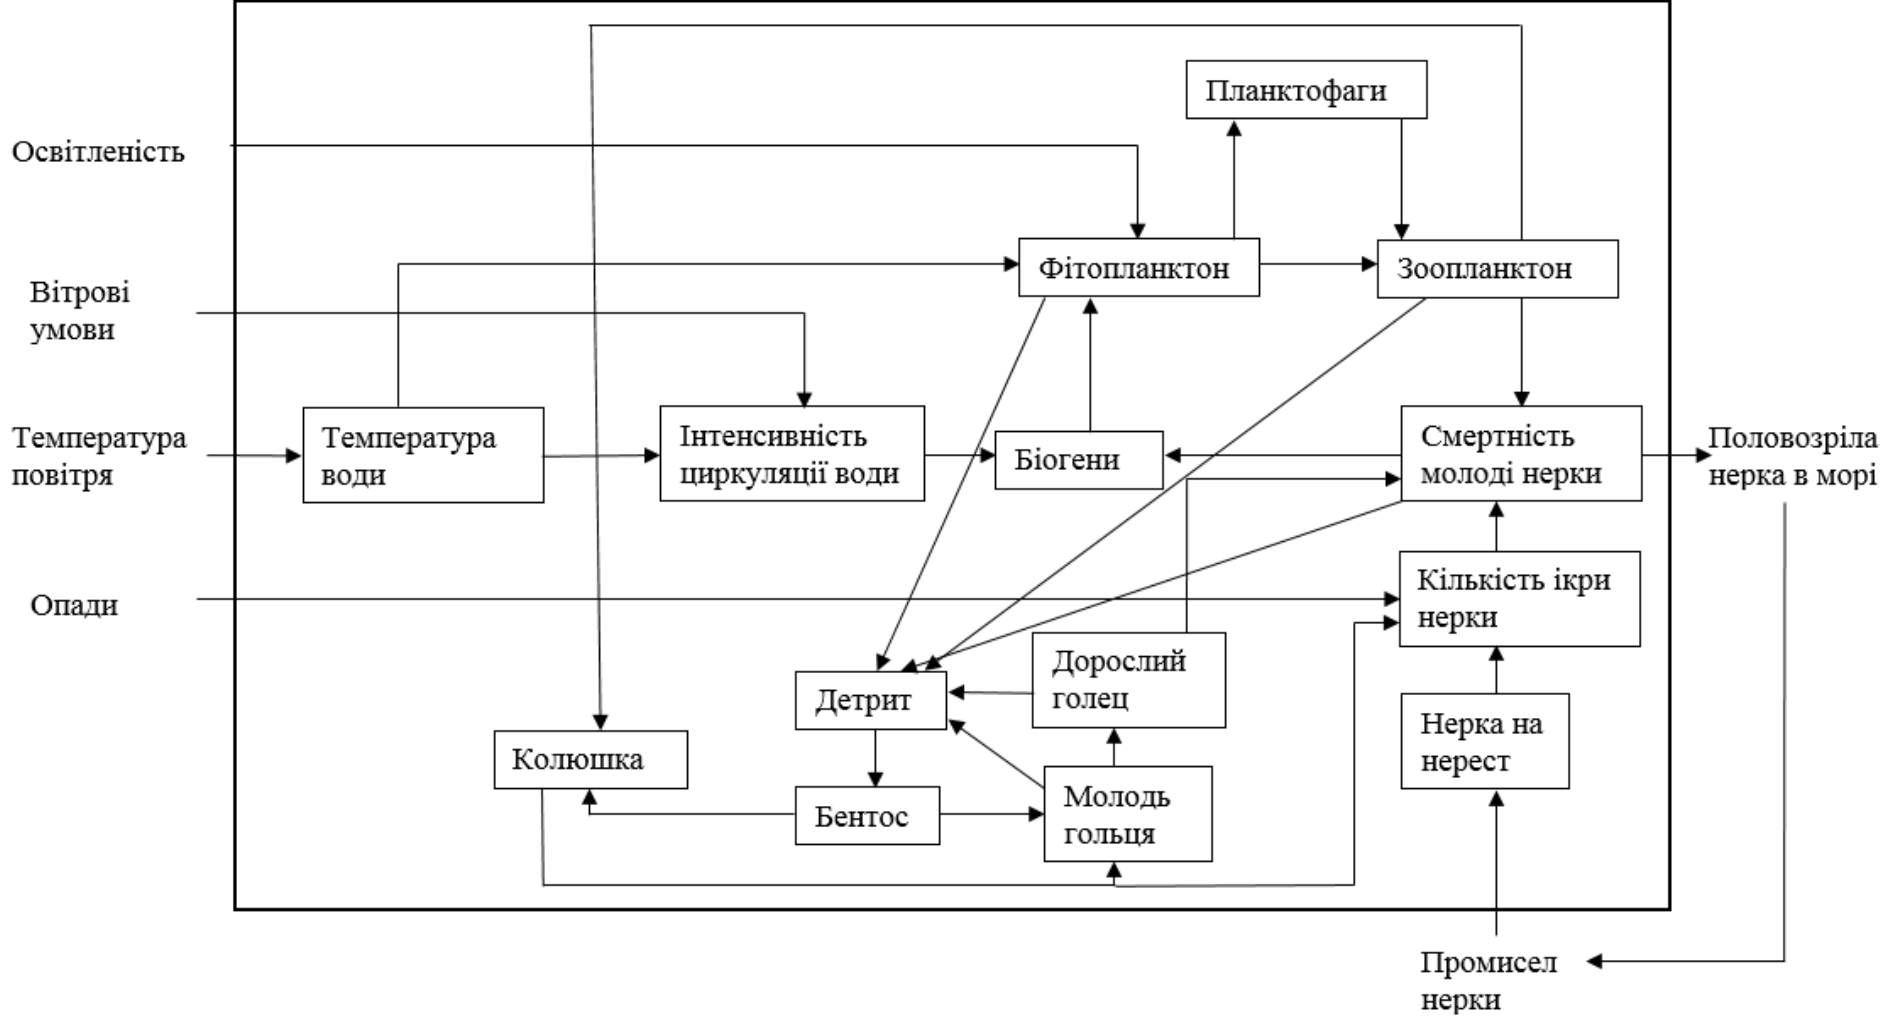 Планктофаги
Освітленість
Фітопланктон
Зоопланктон
Вітрові
умови
Температура
повітря
Температура
води
Інтенсивність
циркуляції води
Біогени
Смертність
молоді нерки
Половозріла
нерка в морі
Опади
Кількість ікри
нерки
Дорослий
голец
Детрит
Нерка на
нерест
Колюшка
Бентос
Молодь
гольця
Промисел
нерки